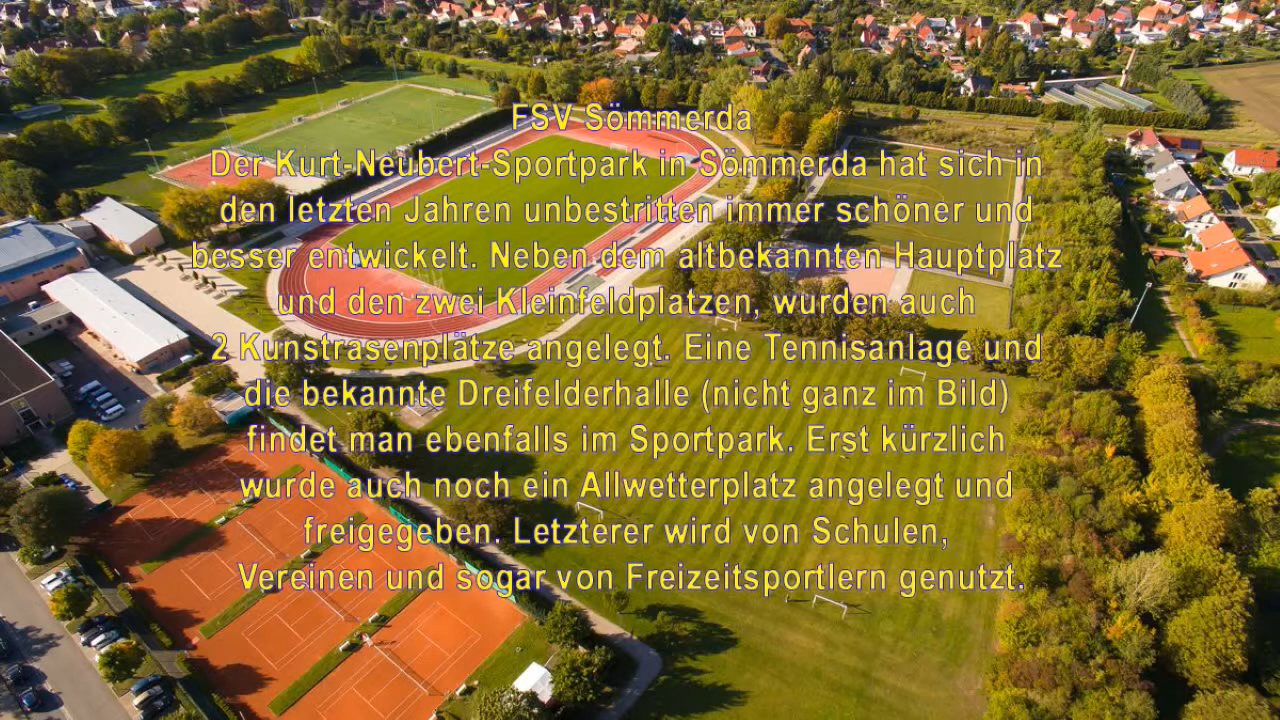 FSV Sömmerda
Der Kurt-Neubert-Sportpark in Sömmerda hat sich in
den letzten Jahren unbestritten immer schöner und
besser entwickelt. Neben dem altbekannten Hauptplatz
und den zwei Kleinfeldplatzen, wurden auch
2 Kunstrasenplätze angelegt. Eine Tennisanlage und
die bekannte Dreifelderhalle (nicht ganz im Bild)
findet man ebenfalls im Sportpark. Erst kürzlich
wurde auch noch ein Allwetterplatz angelegt und
freigegeben. Letzterer wird von Schulen,
Vereinen und sogar von Freizeitsportlern genutzt.